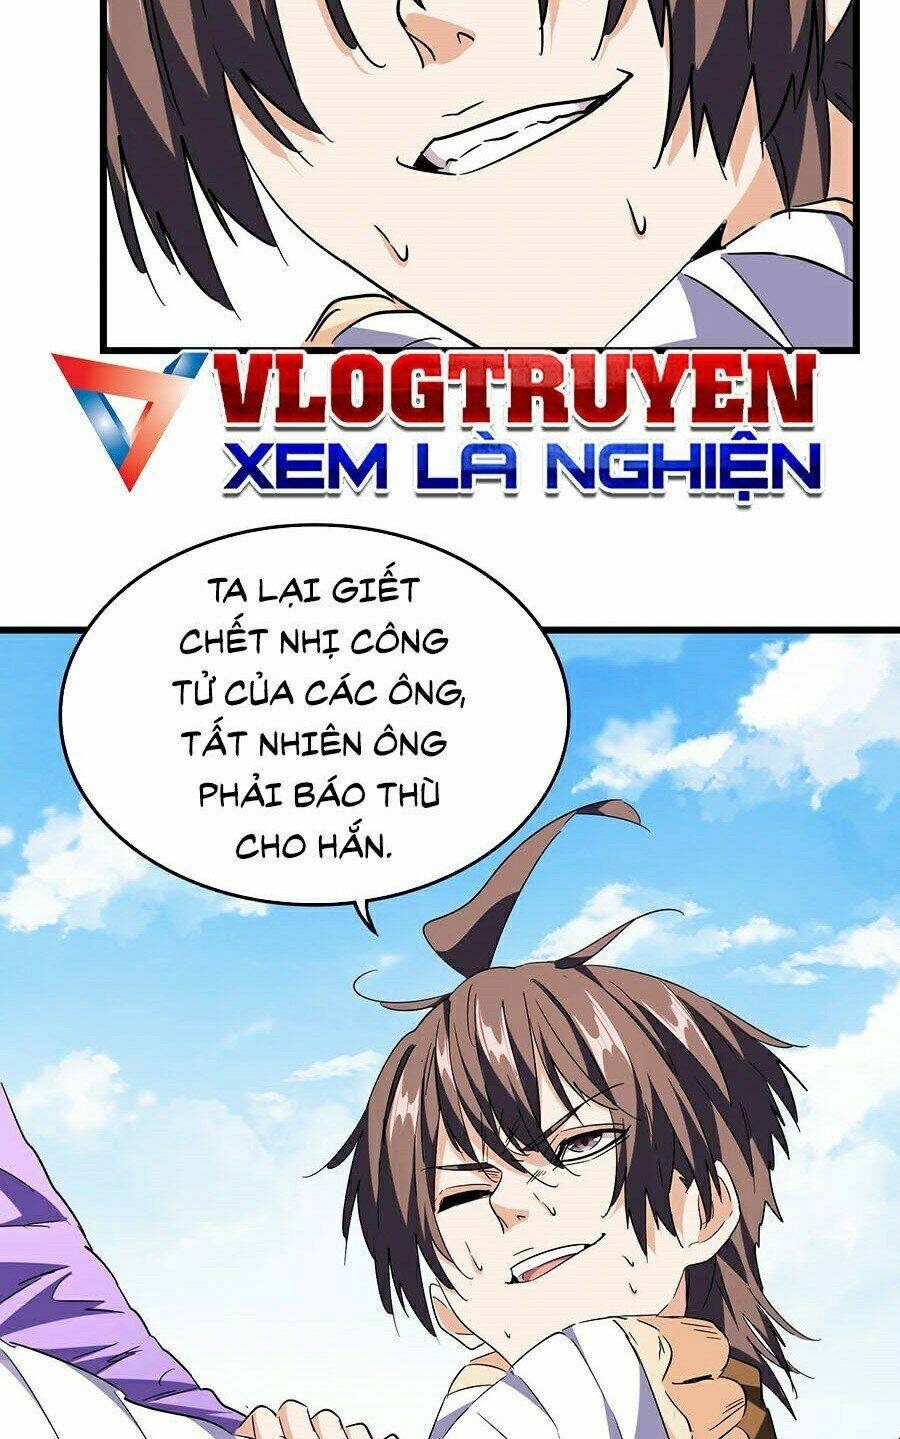 VLOGTRUYEN
XEM LÀ NGHIỆN
TA LẠI GIẾT
CHẾT NHỊ CÔNG
TỬ CỦA CÁC ÔNG,
TẤT NHIÊN ÔNG
PHẢI BÁO THÙ
CHO HẮN.